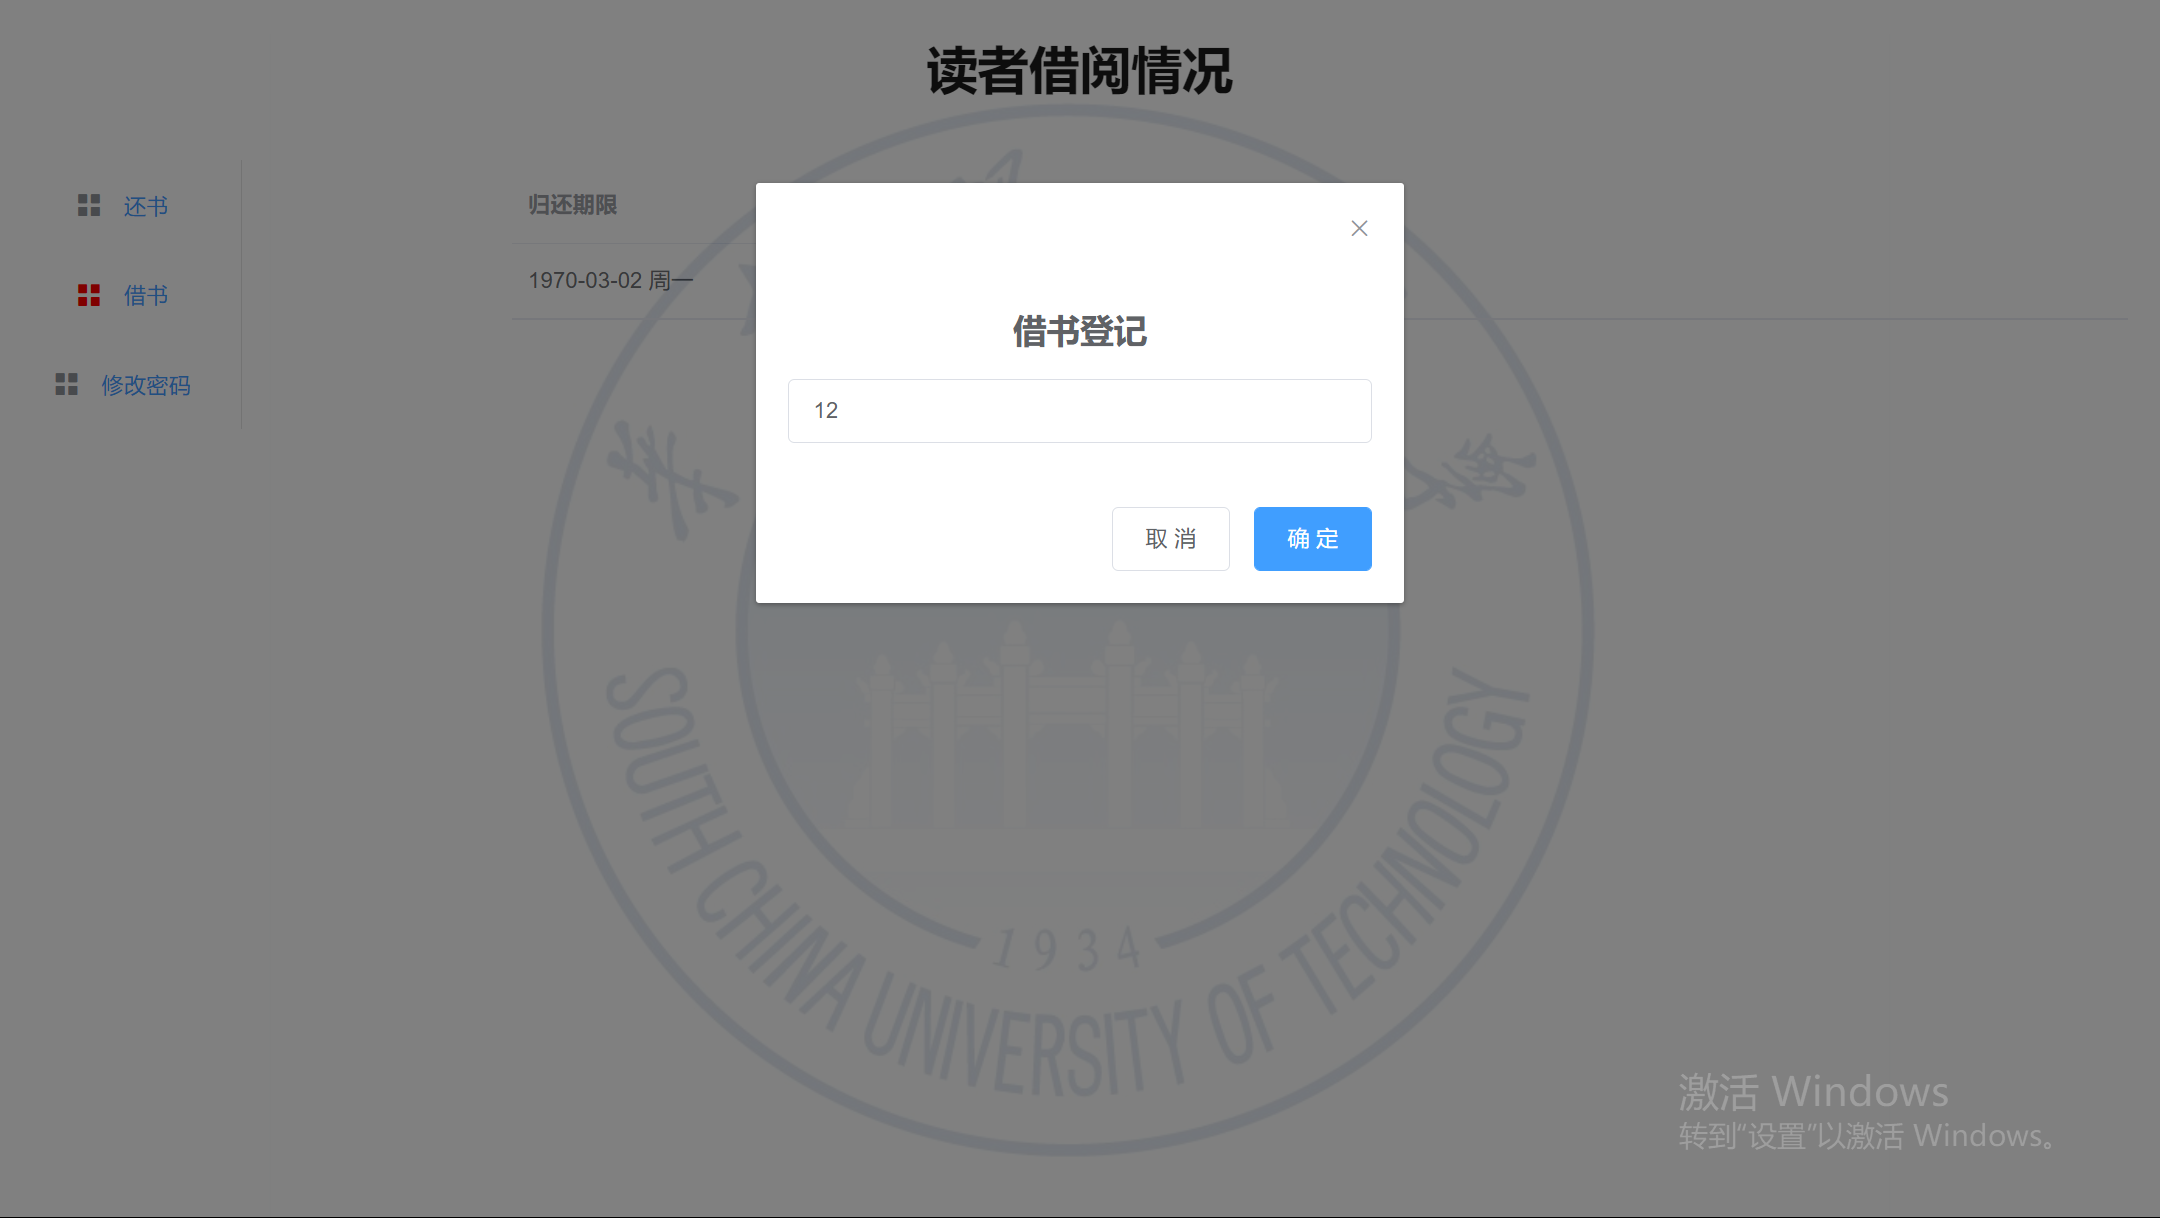 读者借阅情况
还书
借书
修改密码
归还期限
1970-03-02 周一
借书登记
12
取 消
确 定
1934
SOUTH CHINA UNIVERSITY OF TECHNOLOGY
激活 Windows
转到“设置”以激活 Windows。